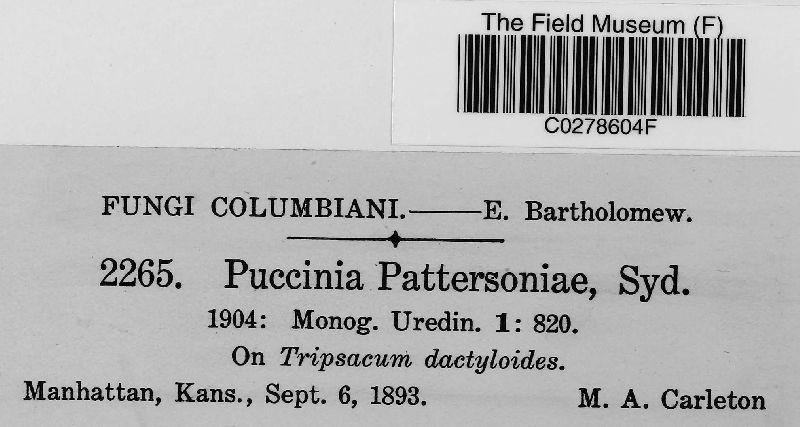 The Field Museum (F)
C0278604F
FUNGI COLUMBIANI.——E. Bartholomew.
2265. Puccinia Pattersoniae, Syd.
1904: Monog. Uredin. 1: 820.
On Tripsacum dactyloides.
Manhattan, Kans., Sept. 6, 1893. M. A. Carleton